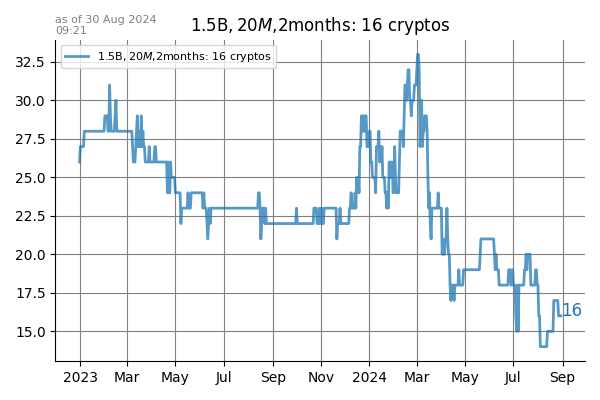 as of 30 Aug 2024
09:21
1.5B, 20M,2months: 16 cryptos
1.5B, 20M,2months: 16 cryptos
32.5
30.0
27.5
25.0
22.5
20.0
17.5
15.0
16
2023 Mar May Jul Sep Nov 2024 Mar May Jul Sep